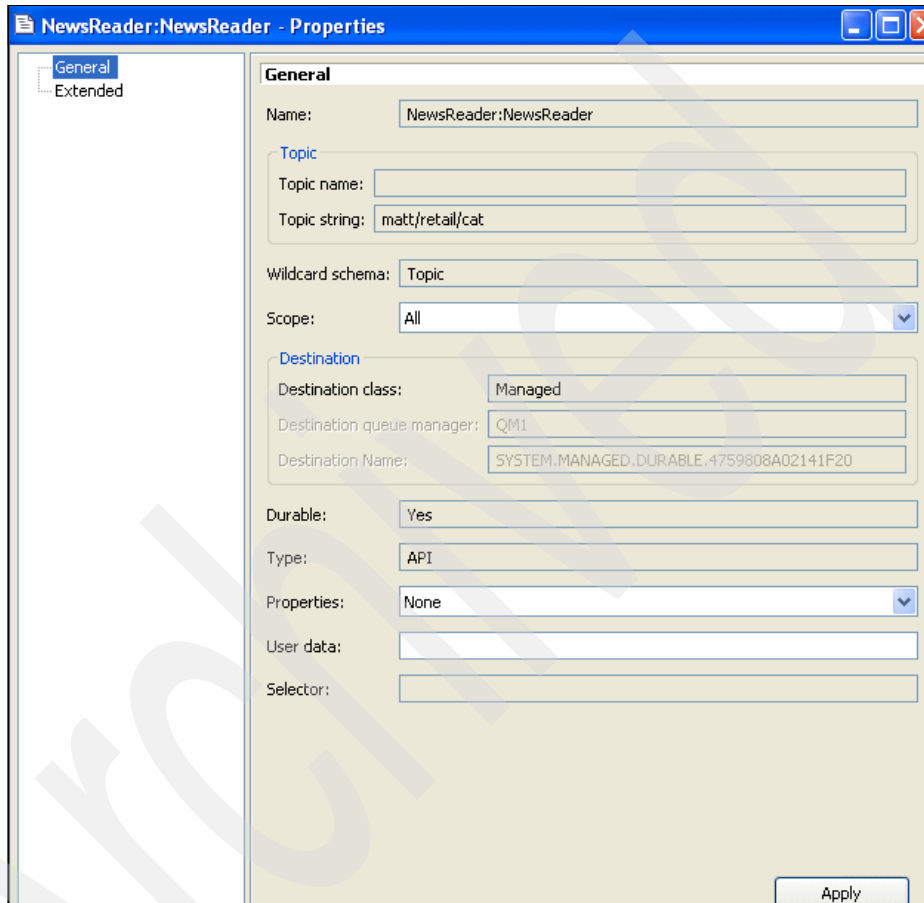 NewsReader:NewsReader - Properties
General
Extended
General
Name: NewsReader:NewsReader
Topic
Topic name:
Topic string: matt/retail/cat
Wildcard schema: Topic
Scope: All
Destination
Destination class: Managed
Destination queue manager: QM1
Destination Name: SYSTEM.MANAGED.DURABLE.4759808A02141F20
Durable: Yes
Type: API
Properties: None
User data:
Selector:
Apply
Archived